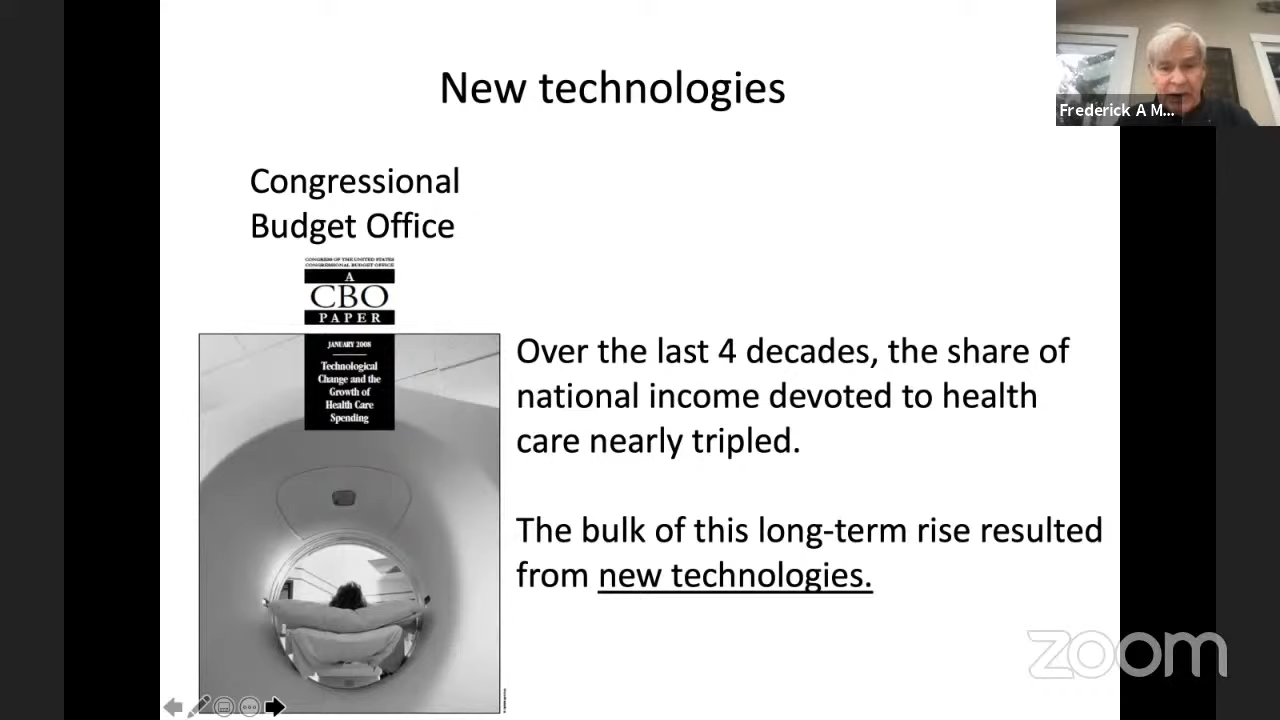 New technologies
Frederick A M...
Congressional
Budget Office
CONGRESS OF THE UNITED STATES
CONGRESSIONAL BUDGET OFFICE
A
CBO
PAPER
JANUARY 2008
Technological
Change and the
Growth of
Health Care
Spending
Over the last 4 decades, the share of
national income devoted to health
care nearly tripled.
The bulk of this long-term rise resulted
from new technologies.
zoom